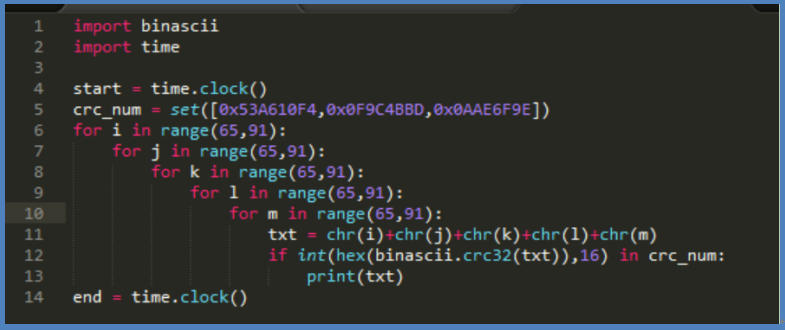 1 import binascii
2 import time
3
4 start = time.clock()
5 crc_num = set([0x53A610F4,0x0F9C4BBD,0x0AAE6F9E])
6 for i in range(65,91):
7     for j in range(65,91):
8         for k in range(65,91):
9             for l in range(65,91):
10                 for m in range(65,91):
11                     txt = chr(i)+chr(j)+chr(k)+chr(l)+chr(m)
12                     if int(hex(binascii.crc32(txt)),16) in crc_num:
13                         print(txt)
14 end = time.clock()